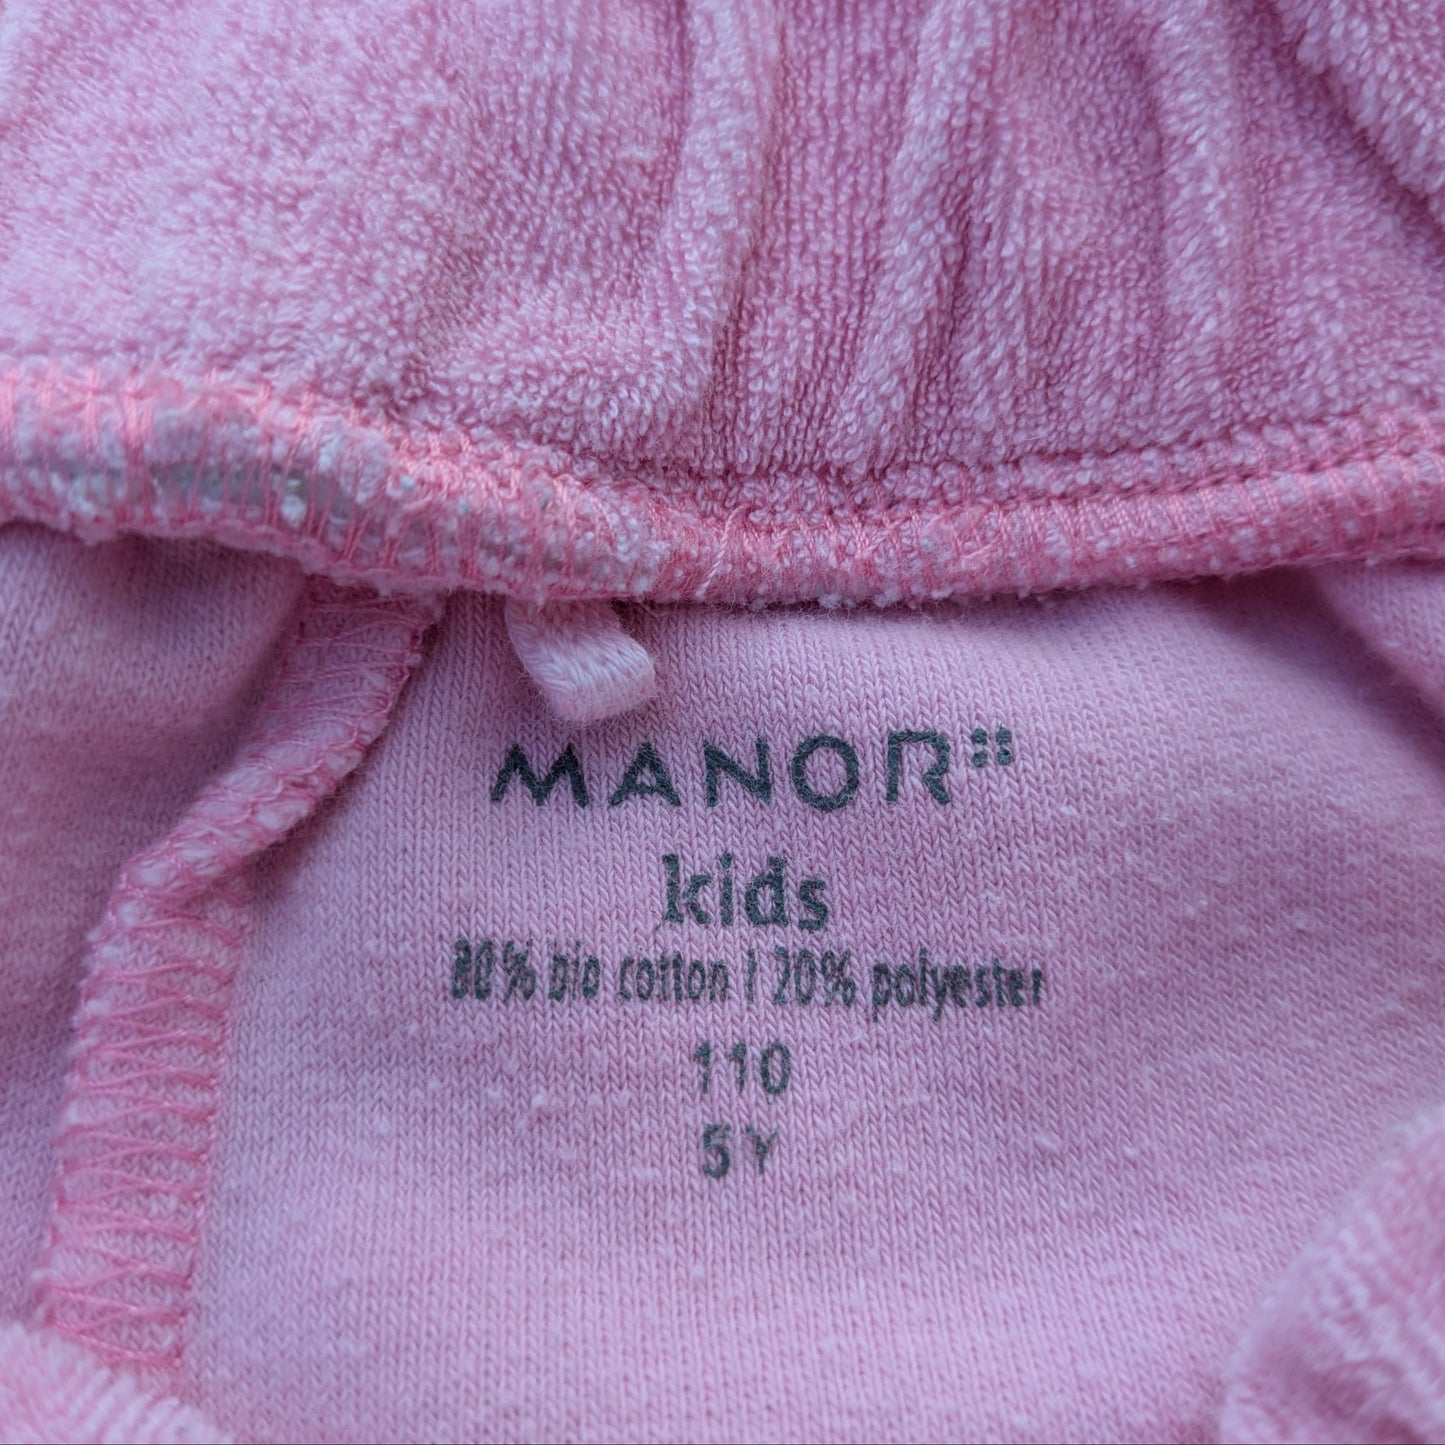 MANOR
kids
80% bio cotton / 20% polyester
110
5Y